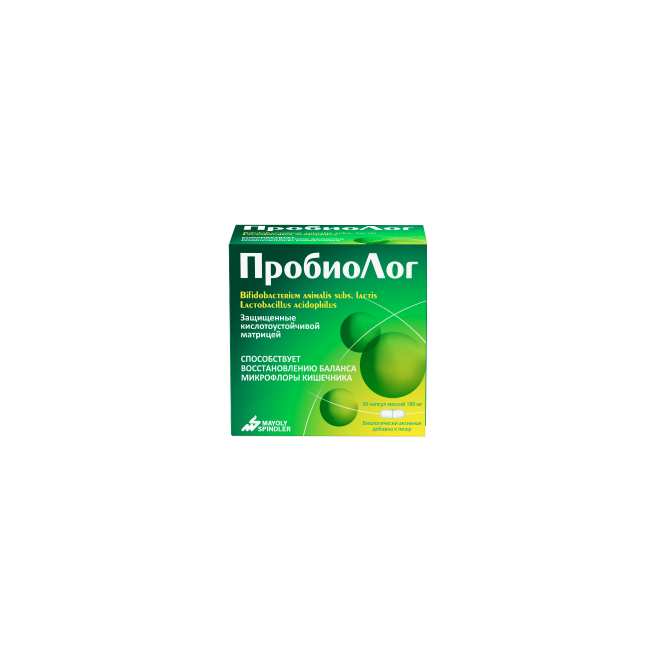 ПробиоЛог
ПробиоЛог
Bifidobacterium animalis subs. lactis
Lactobacillus acidophilus
Защищенные
кислотоустойчивой
матрицей
СПОСОБСТВУЕТ
ВОССТАНОВЛЕНИЮ БАЛАНСА
МИКРОФЛОРЫ КИШЕЧНИКА
30 капсул массой 180 мг
MAYOLY
SPINDLER
Биологически активная
добавка к пище